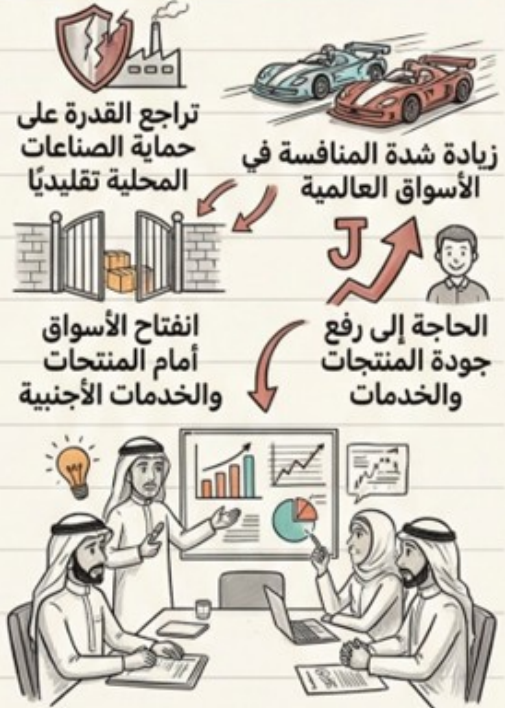 زيادة شدة المنافسة في
الأسواق العالمية
تراجع القدرة على
حماية الصناعات
المحلية تقليديًا
J
الحاجة إلى رفع
جودة المنتجات
والخدمات
انفتاح الأسواق
أمام المنتحات
والخدمات الأجنبية